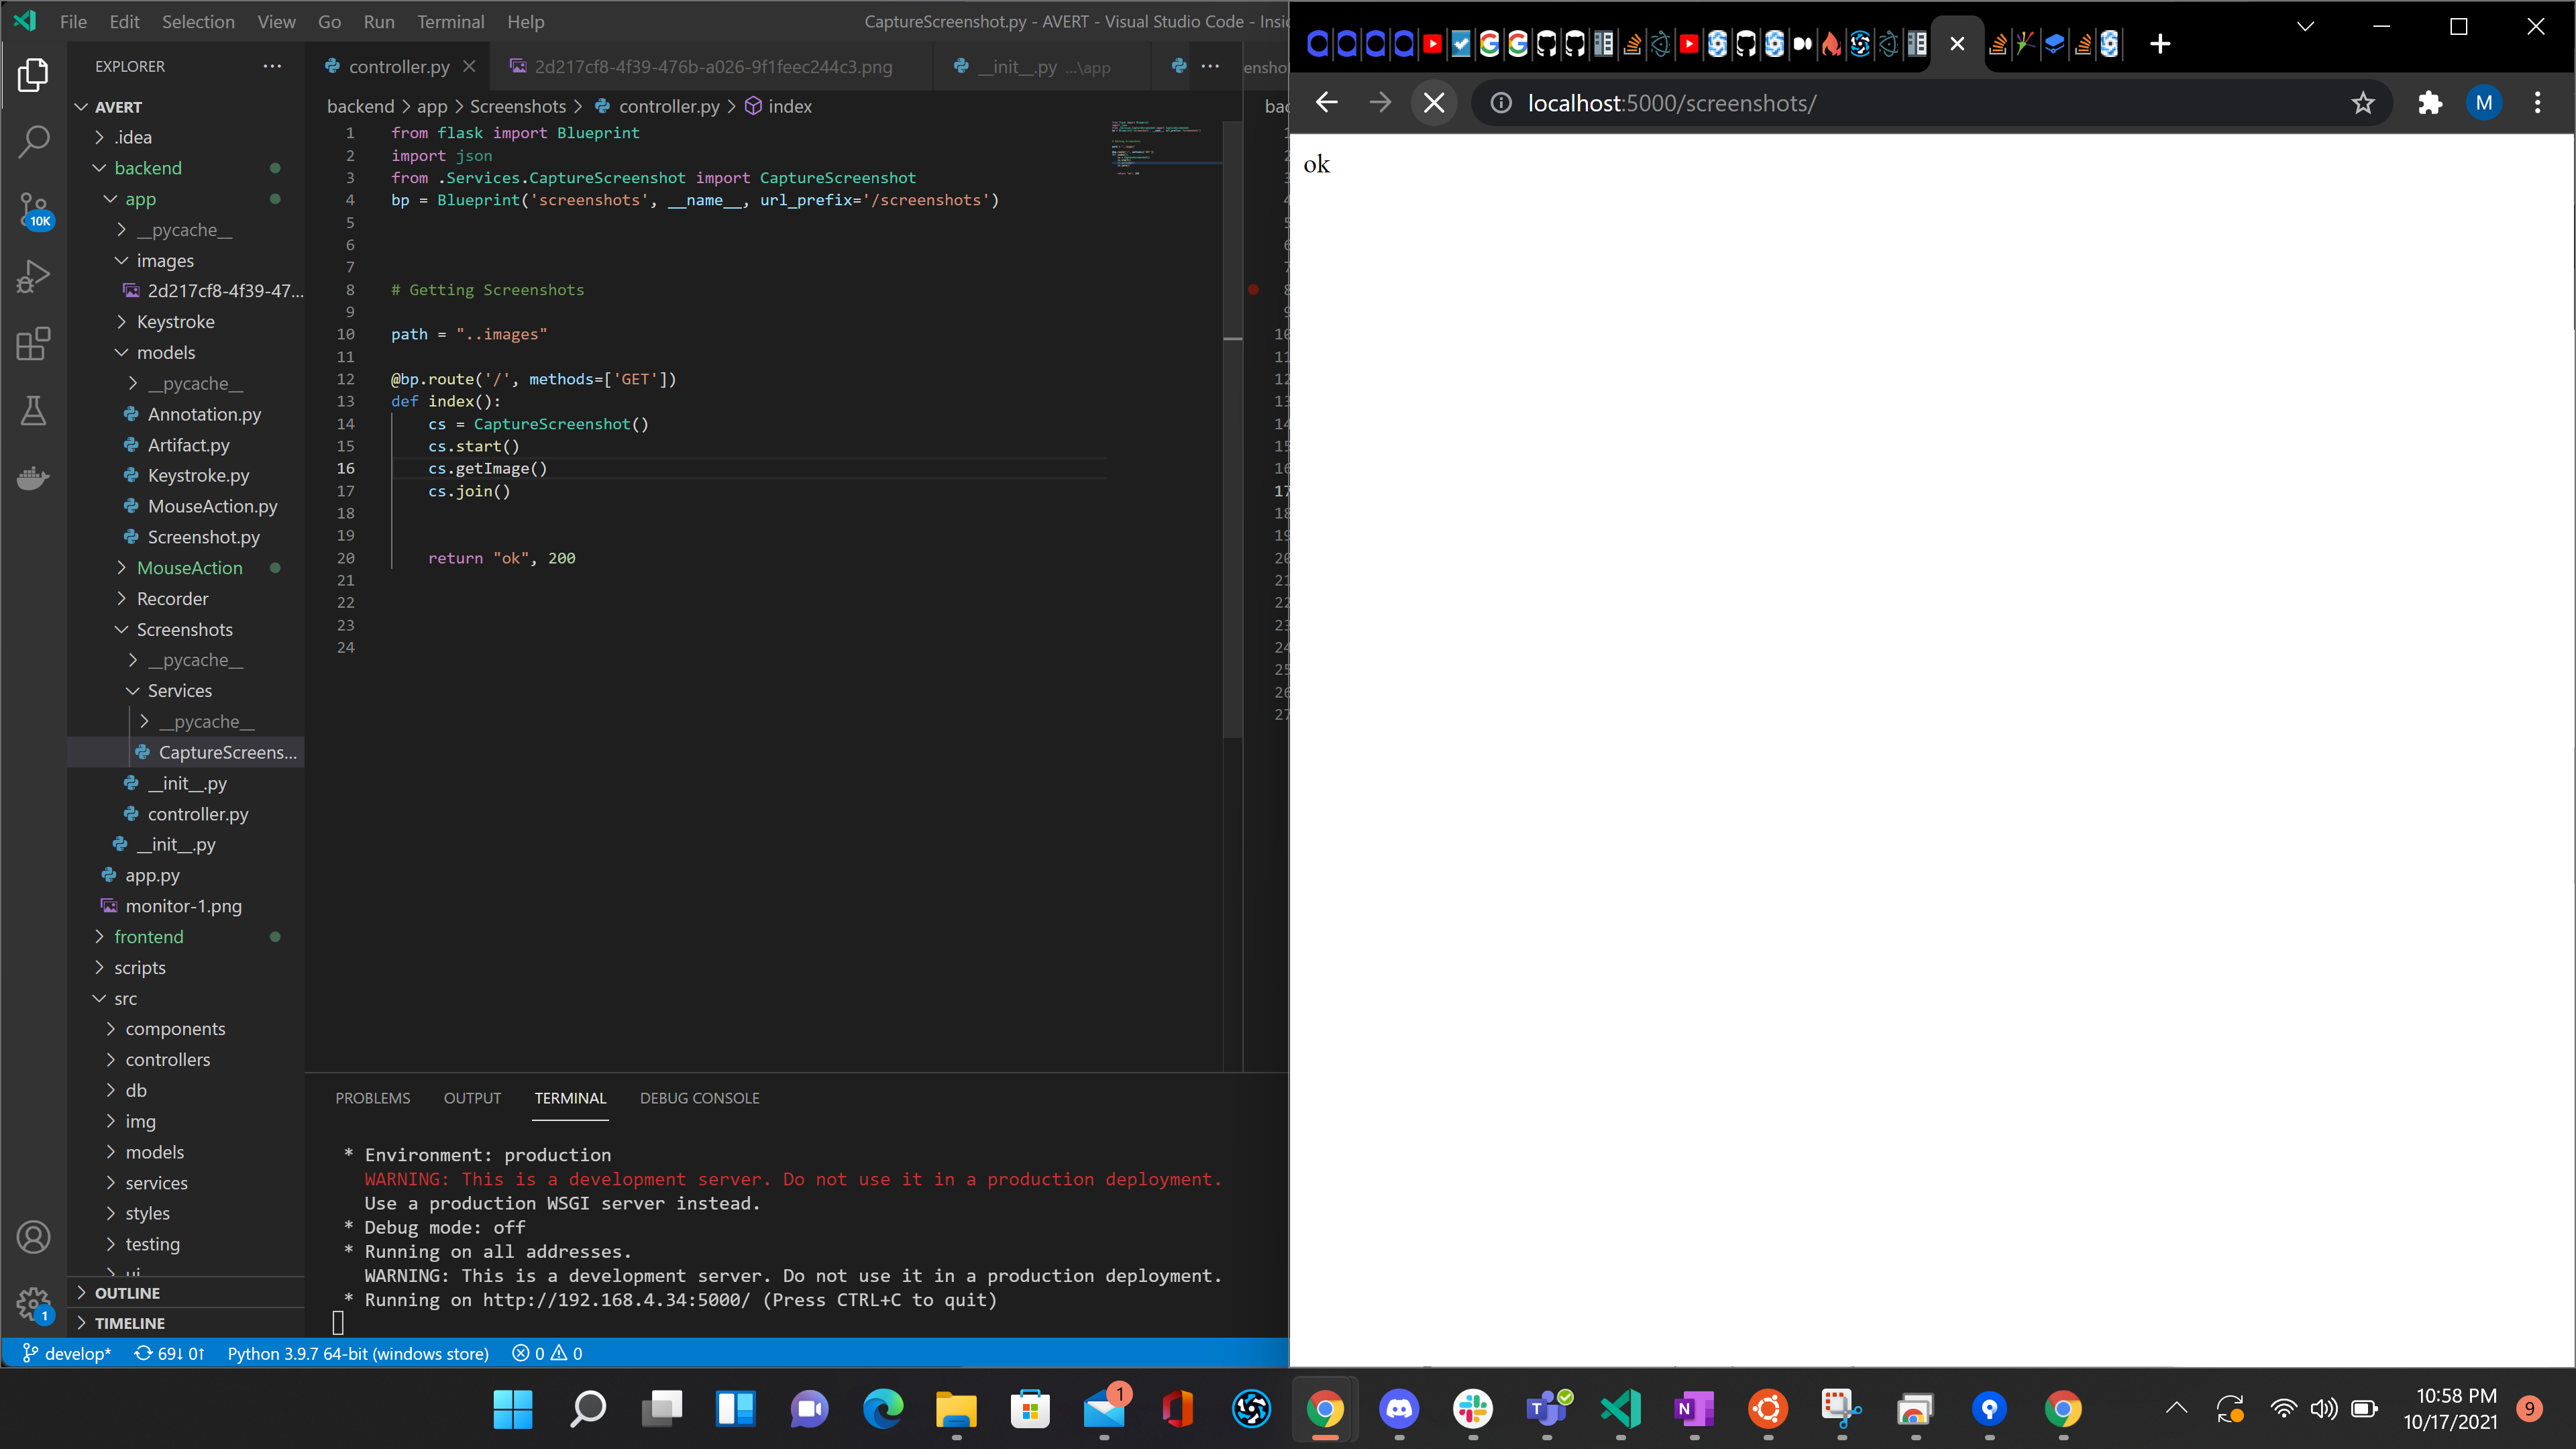 File Edit Selection View Go Run Terminal Help
CaptureScreenshot.py - AVERT - Visual Studio Code - Insi
EXPLORER
AVERT
.idea
backend
app
__pycache__
images
2d217cf8-4f39-47...
Keystroke
models
__pycache__
Annotation.py
Artifact.py
Keystroke.py
MouseAction.py
Screenshot.py
MouseAction
Recorder
Screenshots
__pycache__
Services
__pycache__
CaptureScreens...
__init__.py
controller.py
__init__.py
app.py
monitor-1.png
frontend
scripts
src
components
controllers
db
img
models
services
styles
testing
ui
OUTLINE
TIMELINE
10K
1
controller.py
2d217cf8-4f39-476b-a026-9f1feec244c3.png
__init__.py ...\app
ensho
backend > app > Screenshots > controller.py > index
bac
1 from flask import Blueprint
2 import json
3 from .Services.CaptureScreenshot import CaptureScreenshot
4 bp = Blueprint('screenshots', __name__, url_prefix='/screenshots')
5
6
7
8 # Getting Screenshots
9
10 path = "..images"
11
12 @bp.route('/', methods=['GET'])
13 def index():
14 cs = CaptureScreenshot()
15 cs.start()
16 cs.getImage()
17 cs.join()
18
19
20 return "ok", 200
21
22
23
24
PROBLEMS OUTPUT TERMINAL DEBUG CONSOLE
* Environment: production
WARNING: This is a development server. Do not use it in a production deployment.
Use a production WSGI server instead.
* Debug mode: off
* Running on all addresses.
WARNING: This is a development server. Do not use it in a production deployment.
* Running on http://192.168.4.34:5000/ (Press CTRL+C to quit)
develop* 69↓ 0↑ Python 3.9.7 64-bit (windows store) 0 0
localhost:5000/screenshots/
M
ok
1
10:58 PM
10/17/2021
9